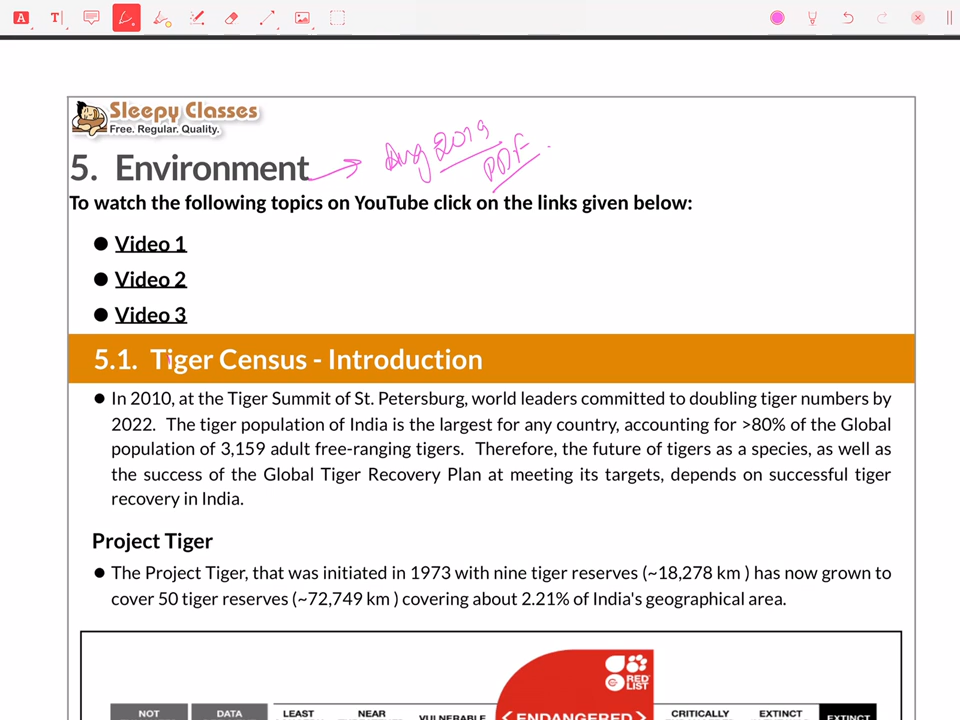 A T
Sleepy Classes
Free. Regular. Quality.
Aug 2019
PDF
5. Environment
To watch the following topics on YouTube click on the links given below:
● Video 1
● Video 2
● Video 3
5.1. Tiger Census - Introduction
● In 2010, at the Tiger Summit of St. Petersburg, world leaders committed to doubling tiger numbers by
2022. The tiger population of India is the largest for any country, accounting for >80% of the Global
population of 3,159 adult free-ranging tigers. Therefore, the future of tigers as a species, as well as
the success of the Global Tiger Recovery Plan at meeting its targets, depends on successful tiger
recovery in India.
Project Tiger
● The Project Tiger, that was initiated in 1973 with nine tiger reserves (~18,278 km ) has now grown to
cover 50 tiger reserves (~72,749 km ) covering about 2.21% of India's geographical area.
RED
LIST
NOT
DATA
LEAST
NEAR
VULNERABLE
< ENDANGERED >
CRITICALLY
EXTINCT
EXTINCT